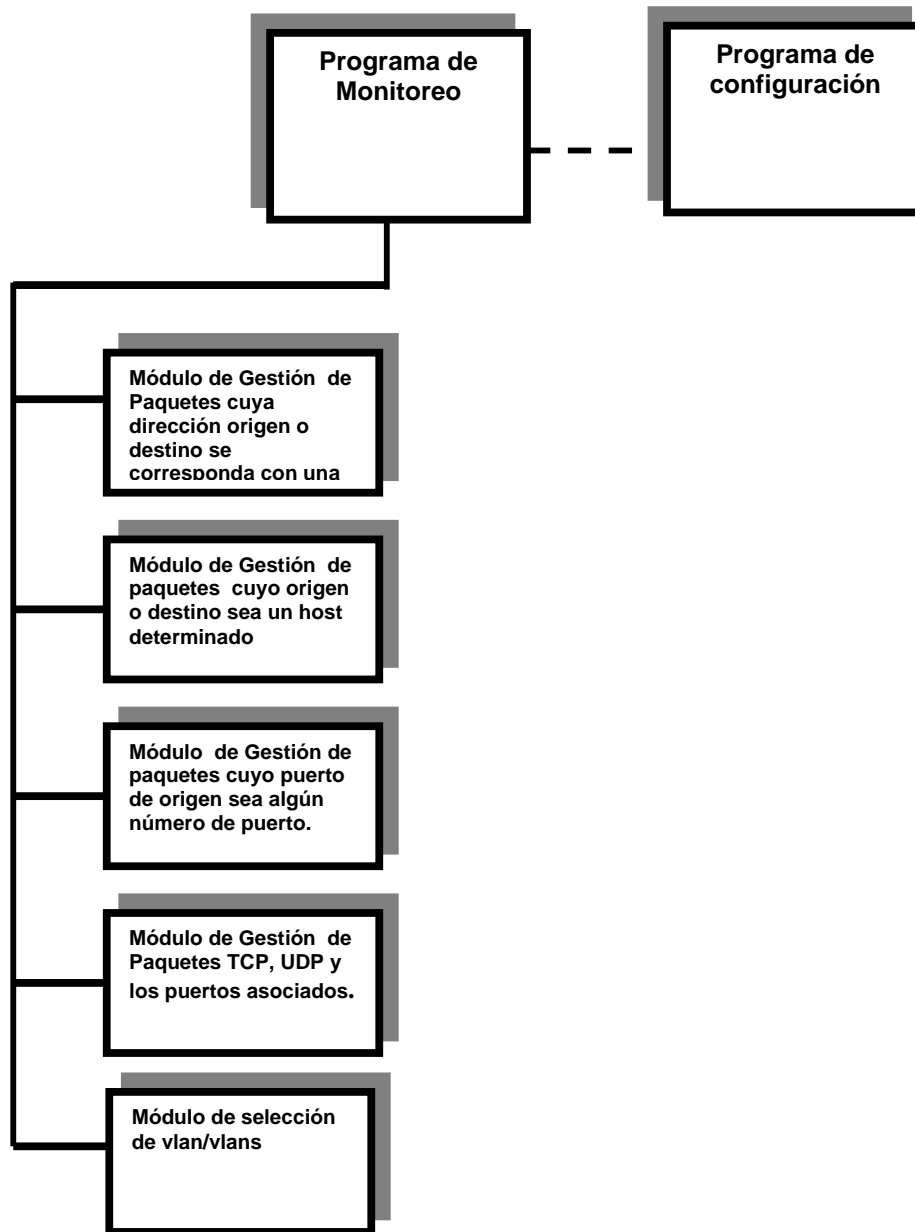 Programa de
Monitoreo
Programa de
configuración
Módulo de Gestión de
Paquetes cuya
dirección origen o
destino se
corresponda con una
Módulo de Gestión de
paquetes cuyo origen
o destino sea un host
determinado
Módulo de Gestión de
paquetes cuyo puerto
de origen sea algún
número de puerto.
Módulo de Gestión de
Paquetes TCP, UDP y
los puertos asociados.
Módulo de selección
de vlan/vlans